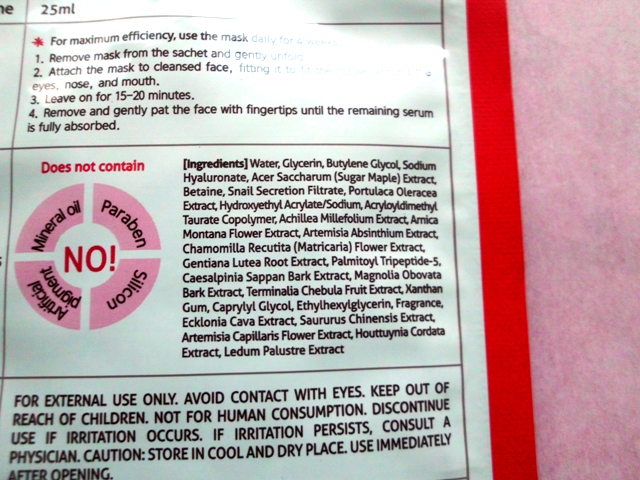 ne 25ml
* For maximum efficiency, use the mask daily for 4 weeks
1. Remove mask from the sachet and gently unfold
2. Attach the mask to cleansed face, fitting it to fit the
eyes, nose, and mouth.
3. Leave on for 15–20 minutes.
4. Remove and gently pat the face with fingertips until the remaining serum
is fully absorbed.
Does not contain
Mineral oil
Paraben
NO!
Artificial
pigment
Silicon
[Ingredients] Water, Glycerin, Butylene Glycol, Sodium
Hyaluronate, Acer Saccharum (Sugar Maple) Extract,
Betaine, Snail Secretion Filtrate, Portulaca Oleracea
Extract, Hydroxyethyl Acrylate/Sodium, Acryloyldimethyl
Taurate Copolymer, Achillea Millefolium Extract, Arnica
Montana Flower Extract, Artemisia Absinthium Extract,
Chamomilla Recutita (Matricaria) Flower Extract,
Gentiana Lutea Root Extract, Palmitoyl Tripeptide-5,
Caesalpinia Sappan Bark Extract, Magnolia Obovata
Bark Extract, Terminalia Chebula Fruit Extract, Xanthan
Gum, Caprylyl Glycol, Ethylhexylglycerin, Fragrance,
Ecklonia Cava Extract, Saururus Chinensis Extract,
Artemisia Capillaris Flower Extract, Houttuynia Cordata
Extract, Ledum Palustre Extract
FOR EXTERNAL USE ONLY. AVOID CONTACT WITH EYES. KEEP OUT OF
REACH OF CHILDREN. NOT FOR HUMAN CONSUMPTION. DISCONTINUE
USE IF IRRITATION OCCURS. IF IRRITATION PERSISTS, CONSULT A
PHYSICIAN. CAUTION: STORE IN COOL AND DRY PLACE. USE IMMEDIATELY
AFTER OPENING.